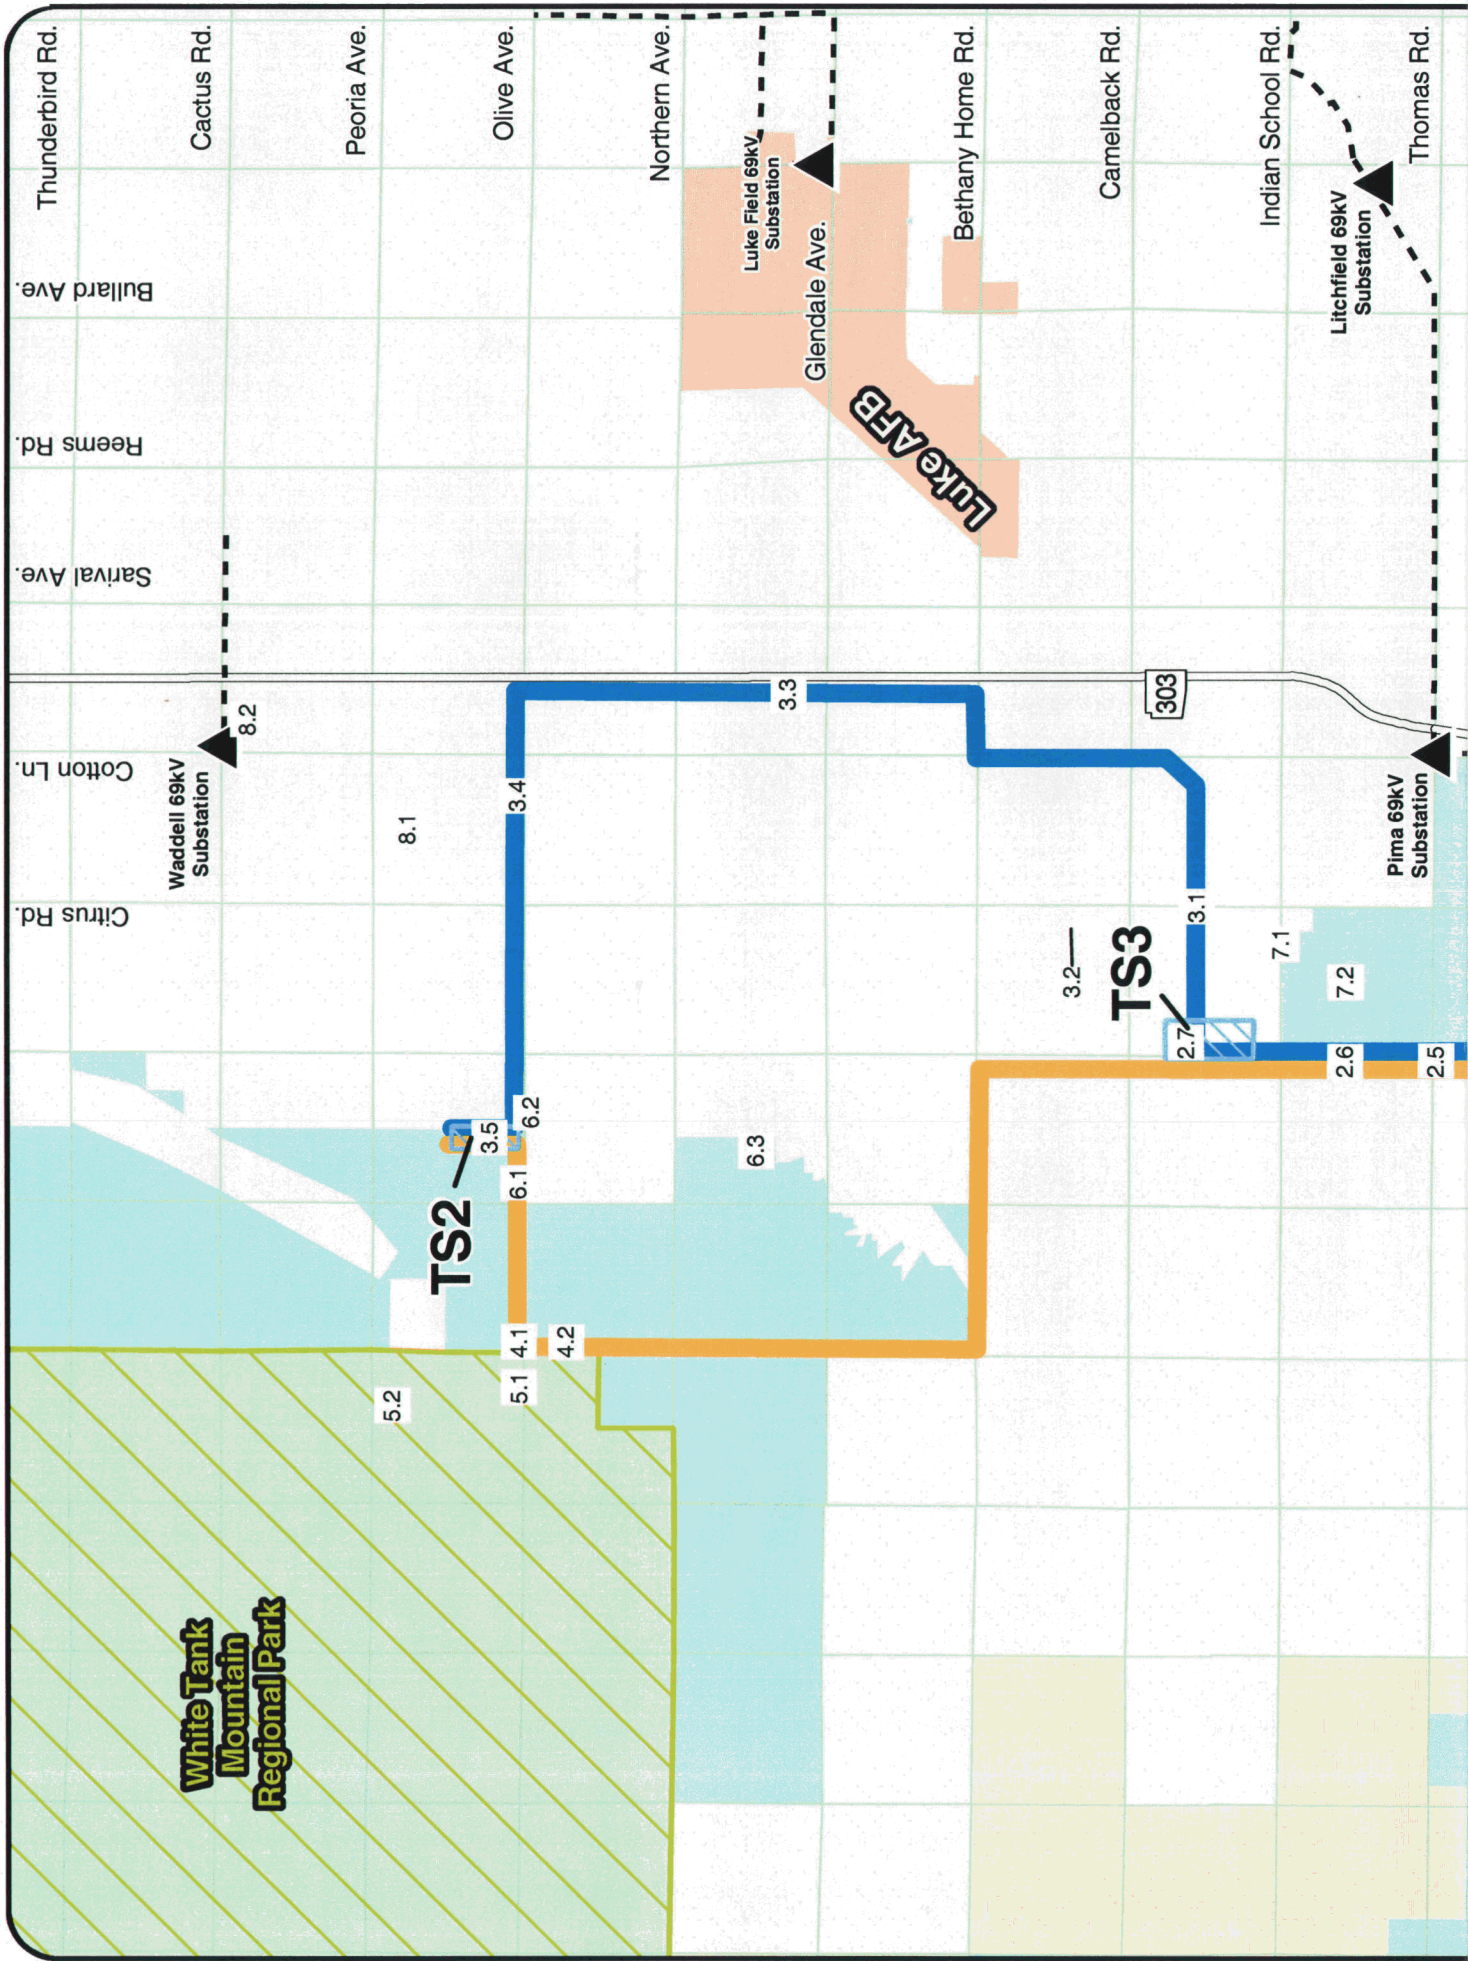 Thunderbird Rd.
Cactus Rd.
Peoria Ave.
Olive Ave.
Northern Ave.
Glendale Ave.
Bethany Home Rd.
Camelback Rd.
Indian School Rd.
Thomas Rd.
Bullard Ave.
Reems Rd.
Sarival Ave.
Cotton Ln.
Citrus Rd.
Luke Field 69kV
Substation
Litchfield 69kV
Substation
Luke AFB
Waddell 69kV
Substation
8.2
8.1
3.3
303
3.4
Pima 69kV
Substation
3.1
3.2
TS3
7.1
7.2
2.7
2.6
2.5
6.2
3.5
6.1
6.3
TS2
4.1
4.2
5.1
5.2
White Tank
Mountain
Regional Park